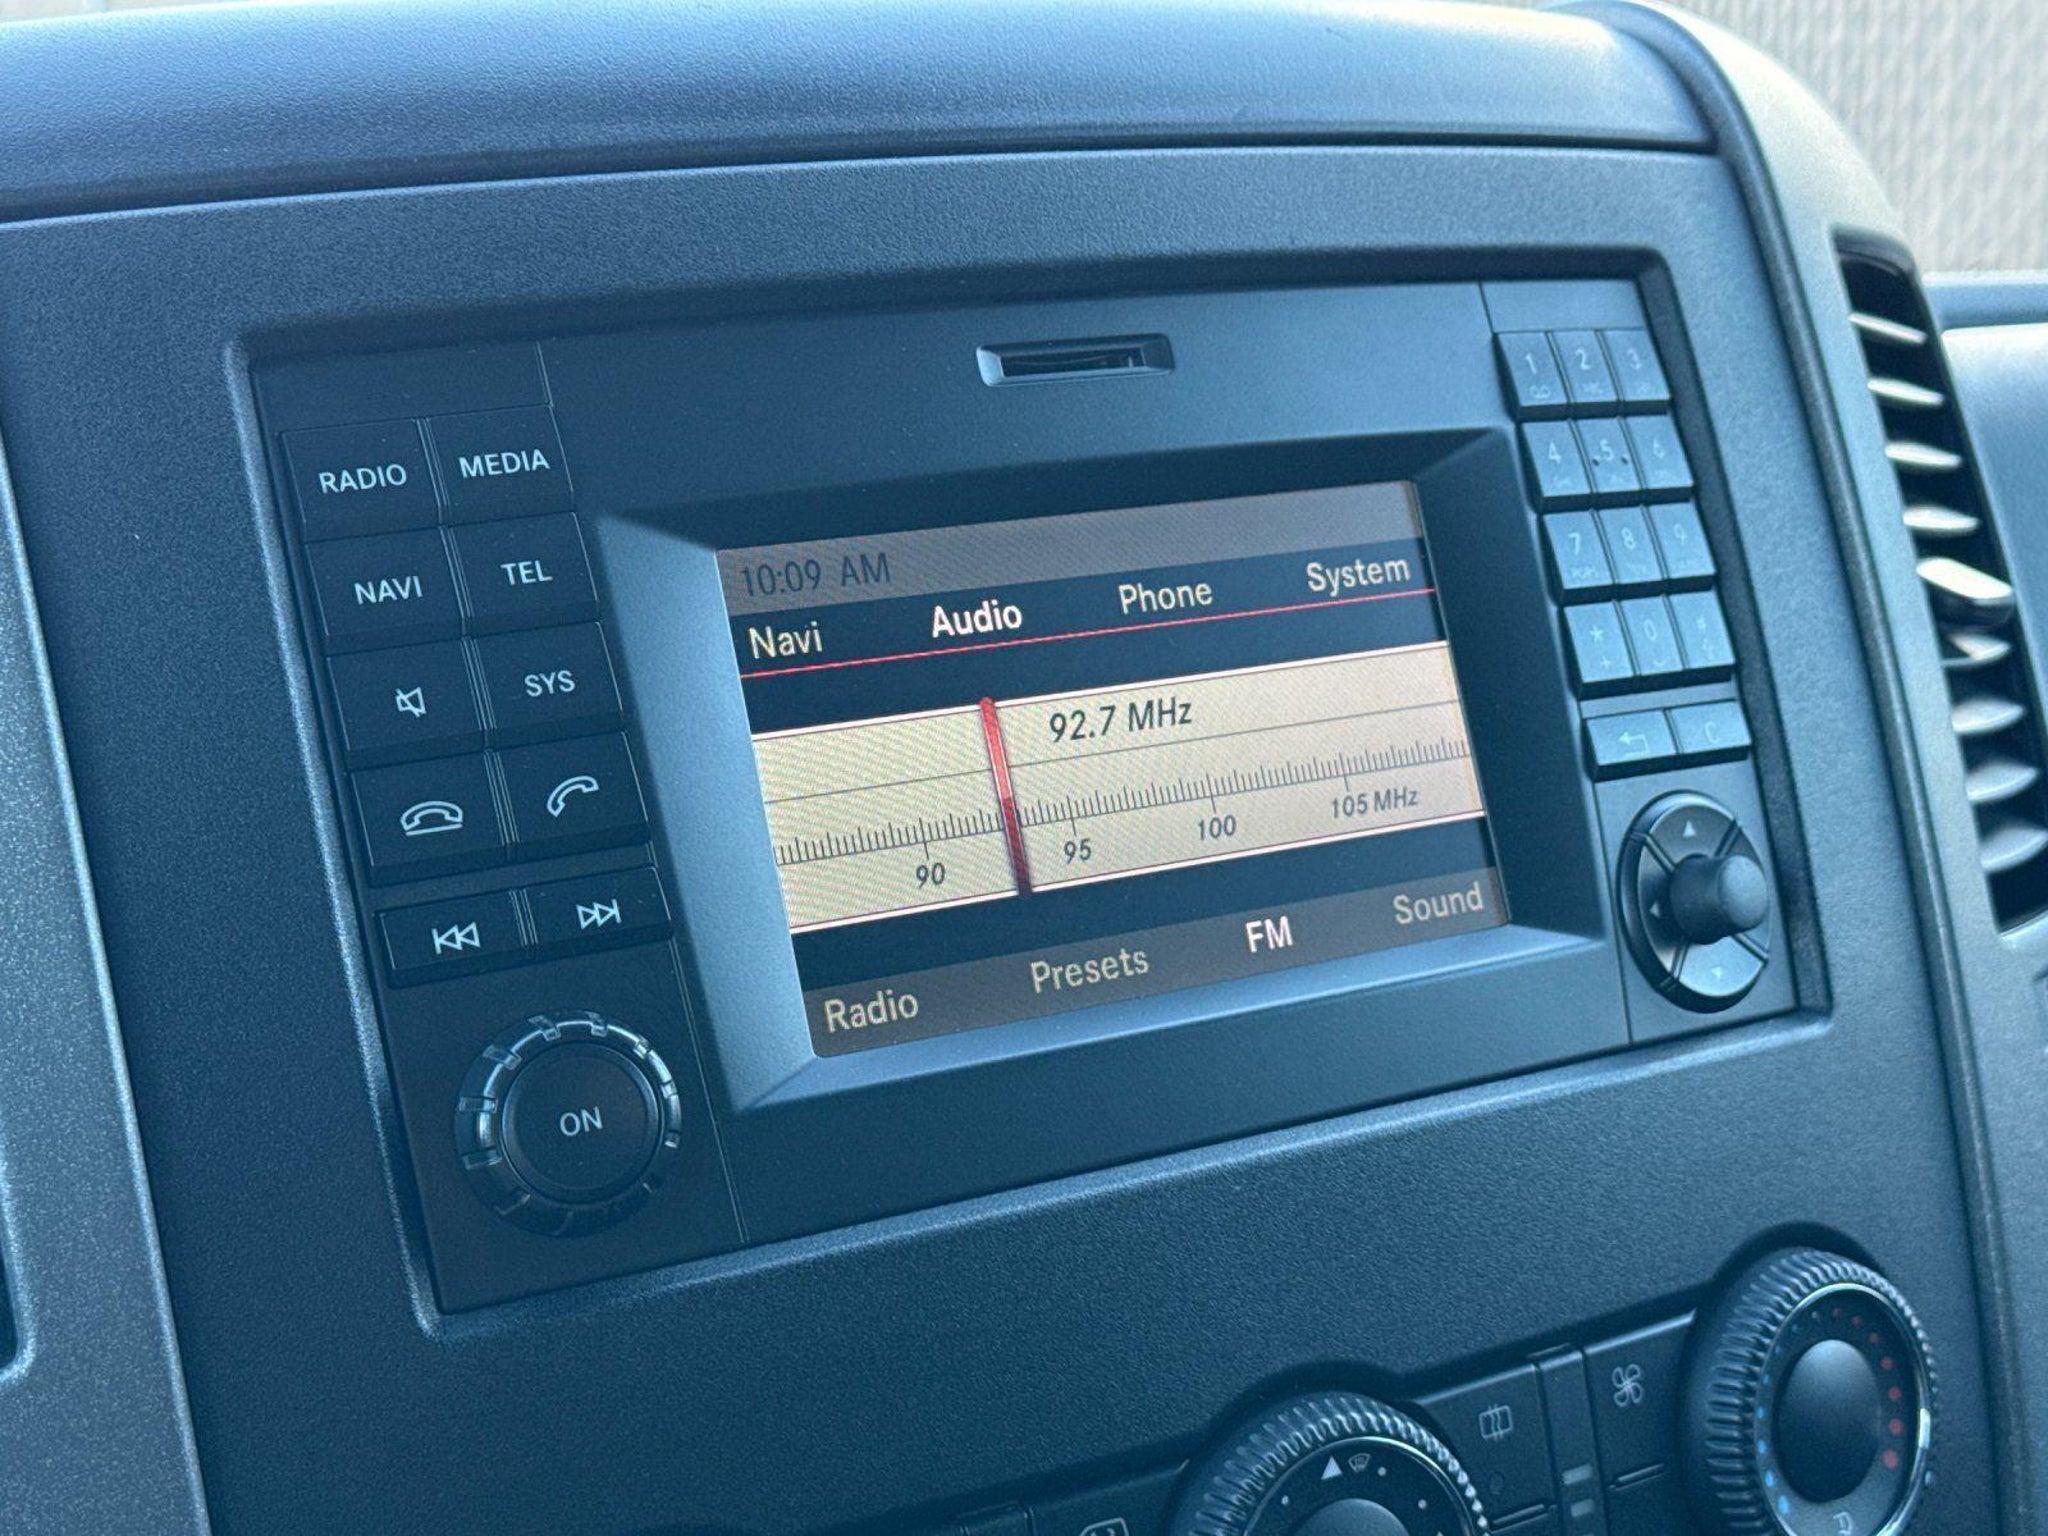 RADIO MEDIA
NAVI TEL
SYS
ON
10:09 AM
Navi Audio Phone System
92.7 MHz
90 95 100 105 MHz
Radio Presets FM Sound
1 2 3
4 5 6
7 8 9
* 0 #
C